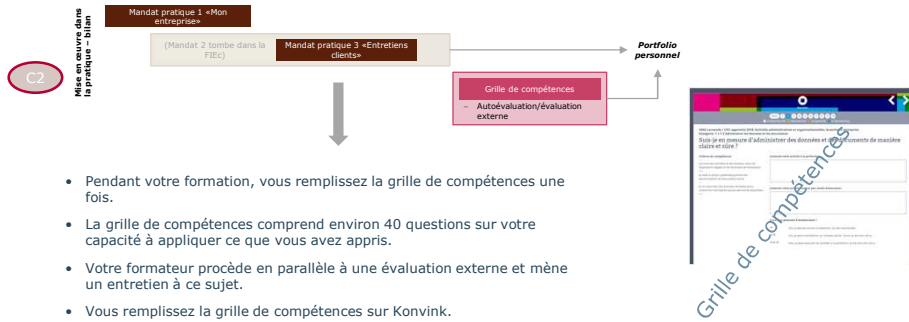 Mise en œuvre dans
la pratique – bilan
Mandat pratique 1 «Mon
entreprise»
(Mandat 2 tombe dans la
FIEc)
Mandat pratique 3 «Entretiens
clients»
Portfolio
personnel
C2
Grille de compétences
– Autoévaluation/évaluation
externe
• Pendant votre formation, vous remplissez la grille de compétences une
fois.
• La grille de compétences comprend environ 40 questions sur votre
capacité à appliquer ce que vous avez appris.
• Votre formateur procède en parallèle à une évaluation externe et mène
un entretien à ce sujet.
• Vous remplissez la grille de compétences sur Konvink.
Suis-je en mesure d'administrer des données et des documents de manière
claire et sûre ?
Grille de compétences